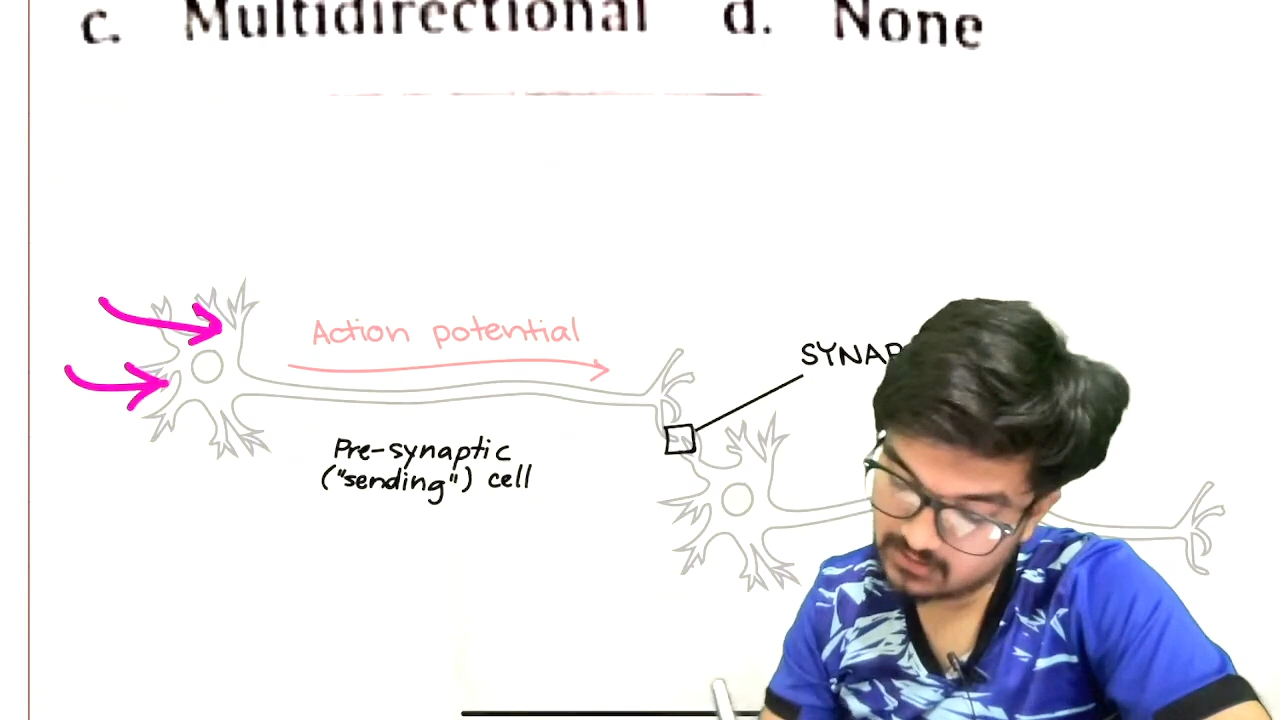 c. Multidirectional d. None
Action potential
SYNAP
Pre-synaptic
("sending") cell